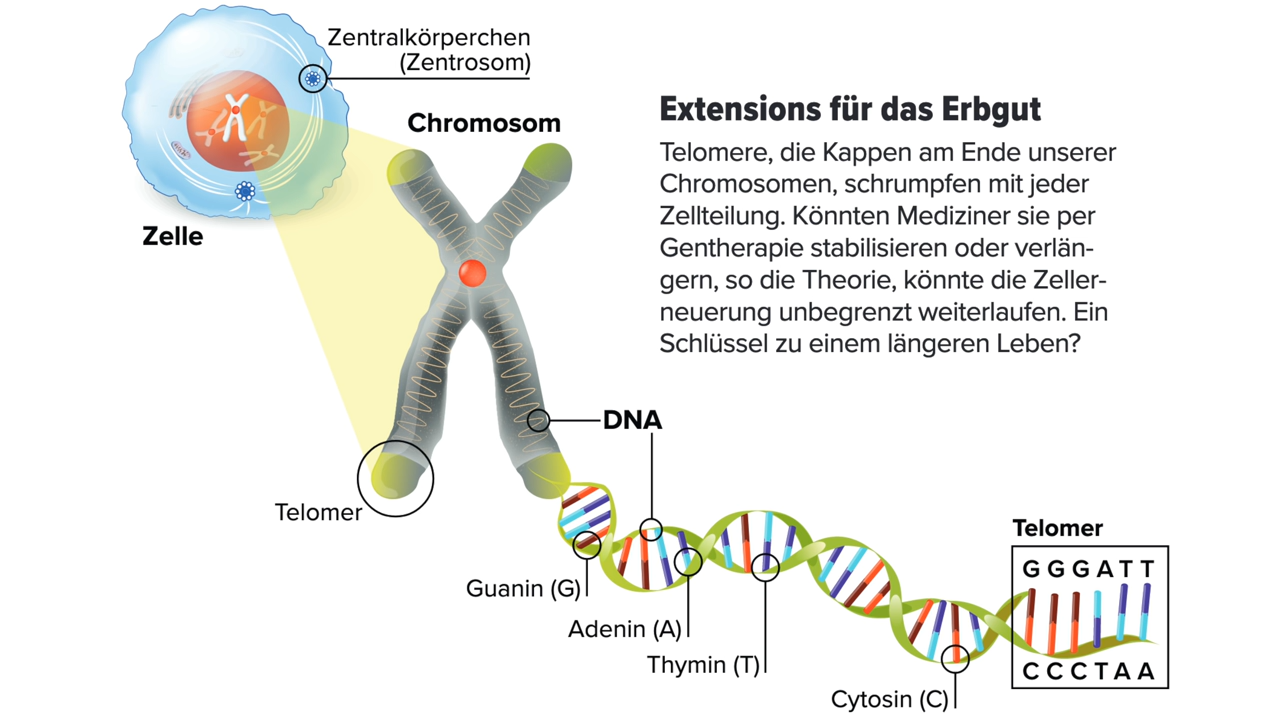 Zentralkörperchen
(Zentrosom)
Chromosom
Zelle
Extensions für das Erbgut
Telomere, die Kappen am Ende unserer
Chromosomen, schrumpfen mit jeder
Zellteilung. Könnten Mediziner sie per
Gentherapie stabilisieren oder verlän-
gern, so die Theorie, könnte die Zeller-
neuerung unbegrenzt weiterlaufen. Ein
Schlüssel zu einem längeren Leben?
DNA
Telomer
Guanin (G)
Adenin (A)
Thymin (T)
Cytosin (C)
Telomer
G G G A T T
C C C T A A